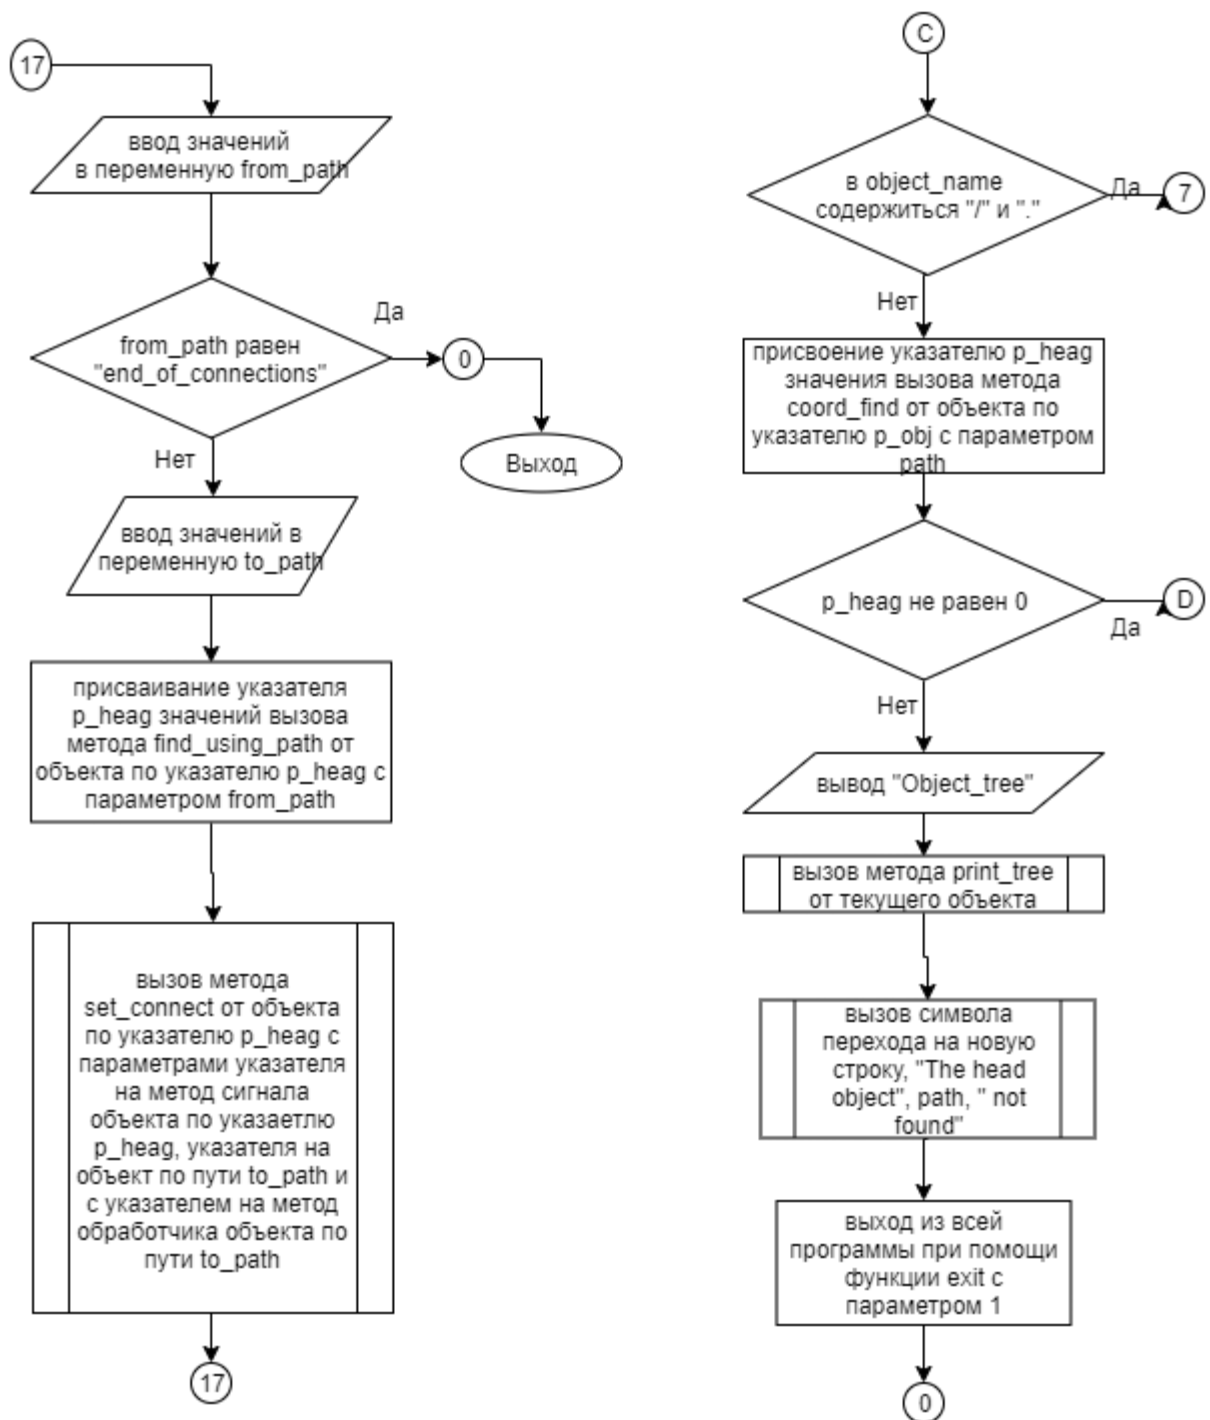 17
ввод значений
в переменную from_path
from_path равен
"end_of_connections"
Да
0
Выход
Нет
ввод значений в
переменную to_path
присваивание указателя
p_heag значений вызова
метода find_using_path от
объекта по указателю p_heag с
параметром from_path
вызов метода
set_connect от объекта
по указателю p_heag с
параметрами указателя
на метод сигнала
объекта по указаетлю
p_heag, указателя на
объект по пути to_path и
с указателем на метод
обработчика объекта по
пути to_path
17
C
в object_name
содержиться "/" и "."
Да
7
Нет
присвоение указателю p_heag
значения вызова метода
coord_find от объекта по
указателю p_obj с параметром
path
p_heag не равен 0
D
Да
Нет
вывод "Object_tree"
вызов метода print_tree
от текущего объекта
вызов символа
перехода на новую
строку, "The head
object", path, " not
found"
выход из всей
программы при помощи
функции exit с
параметром 1
0